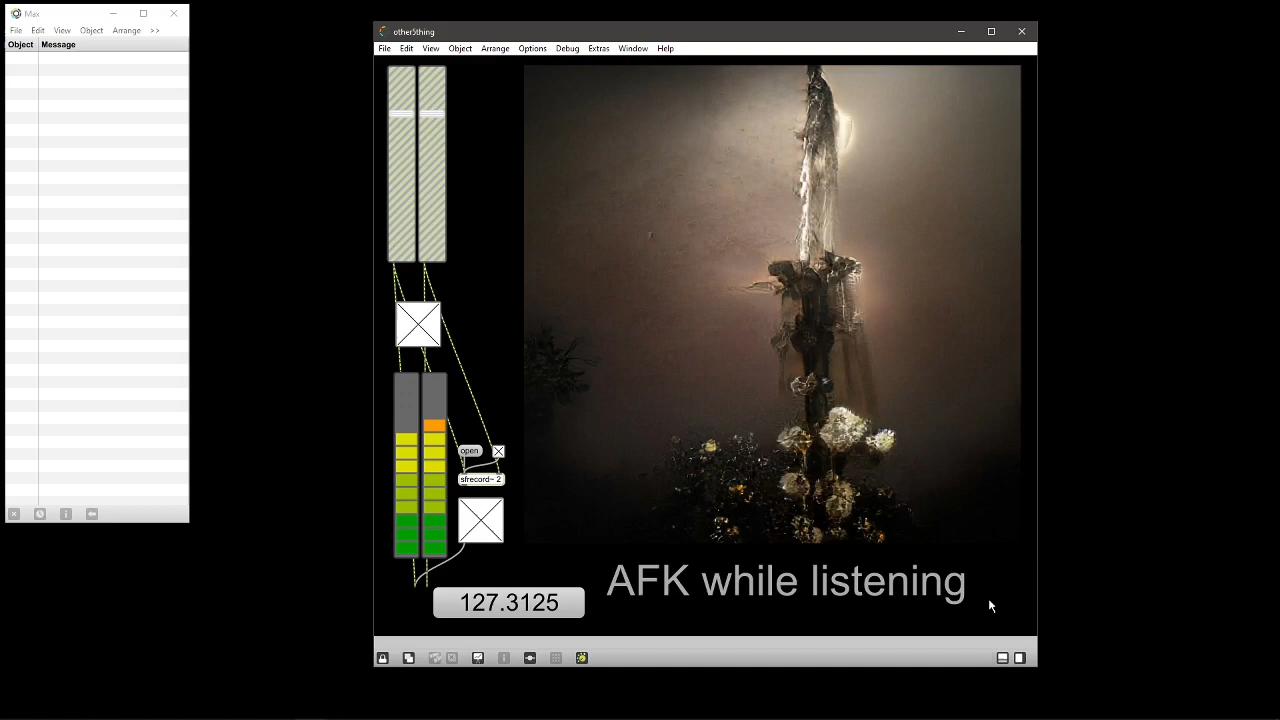 Max
File Edit View Object Arrange >>
Object Message
other5thing
File Edit View Object Arrange Options Debug Extras Window Help
open
sfrecord~ 2
127.3125
AFK while listening